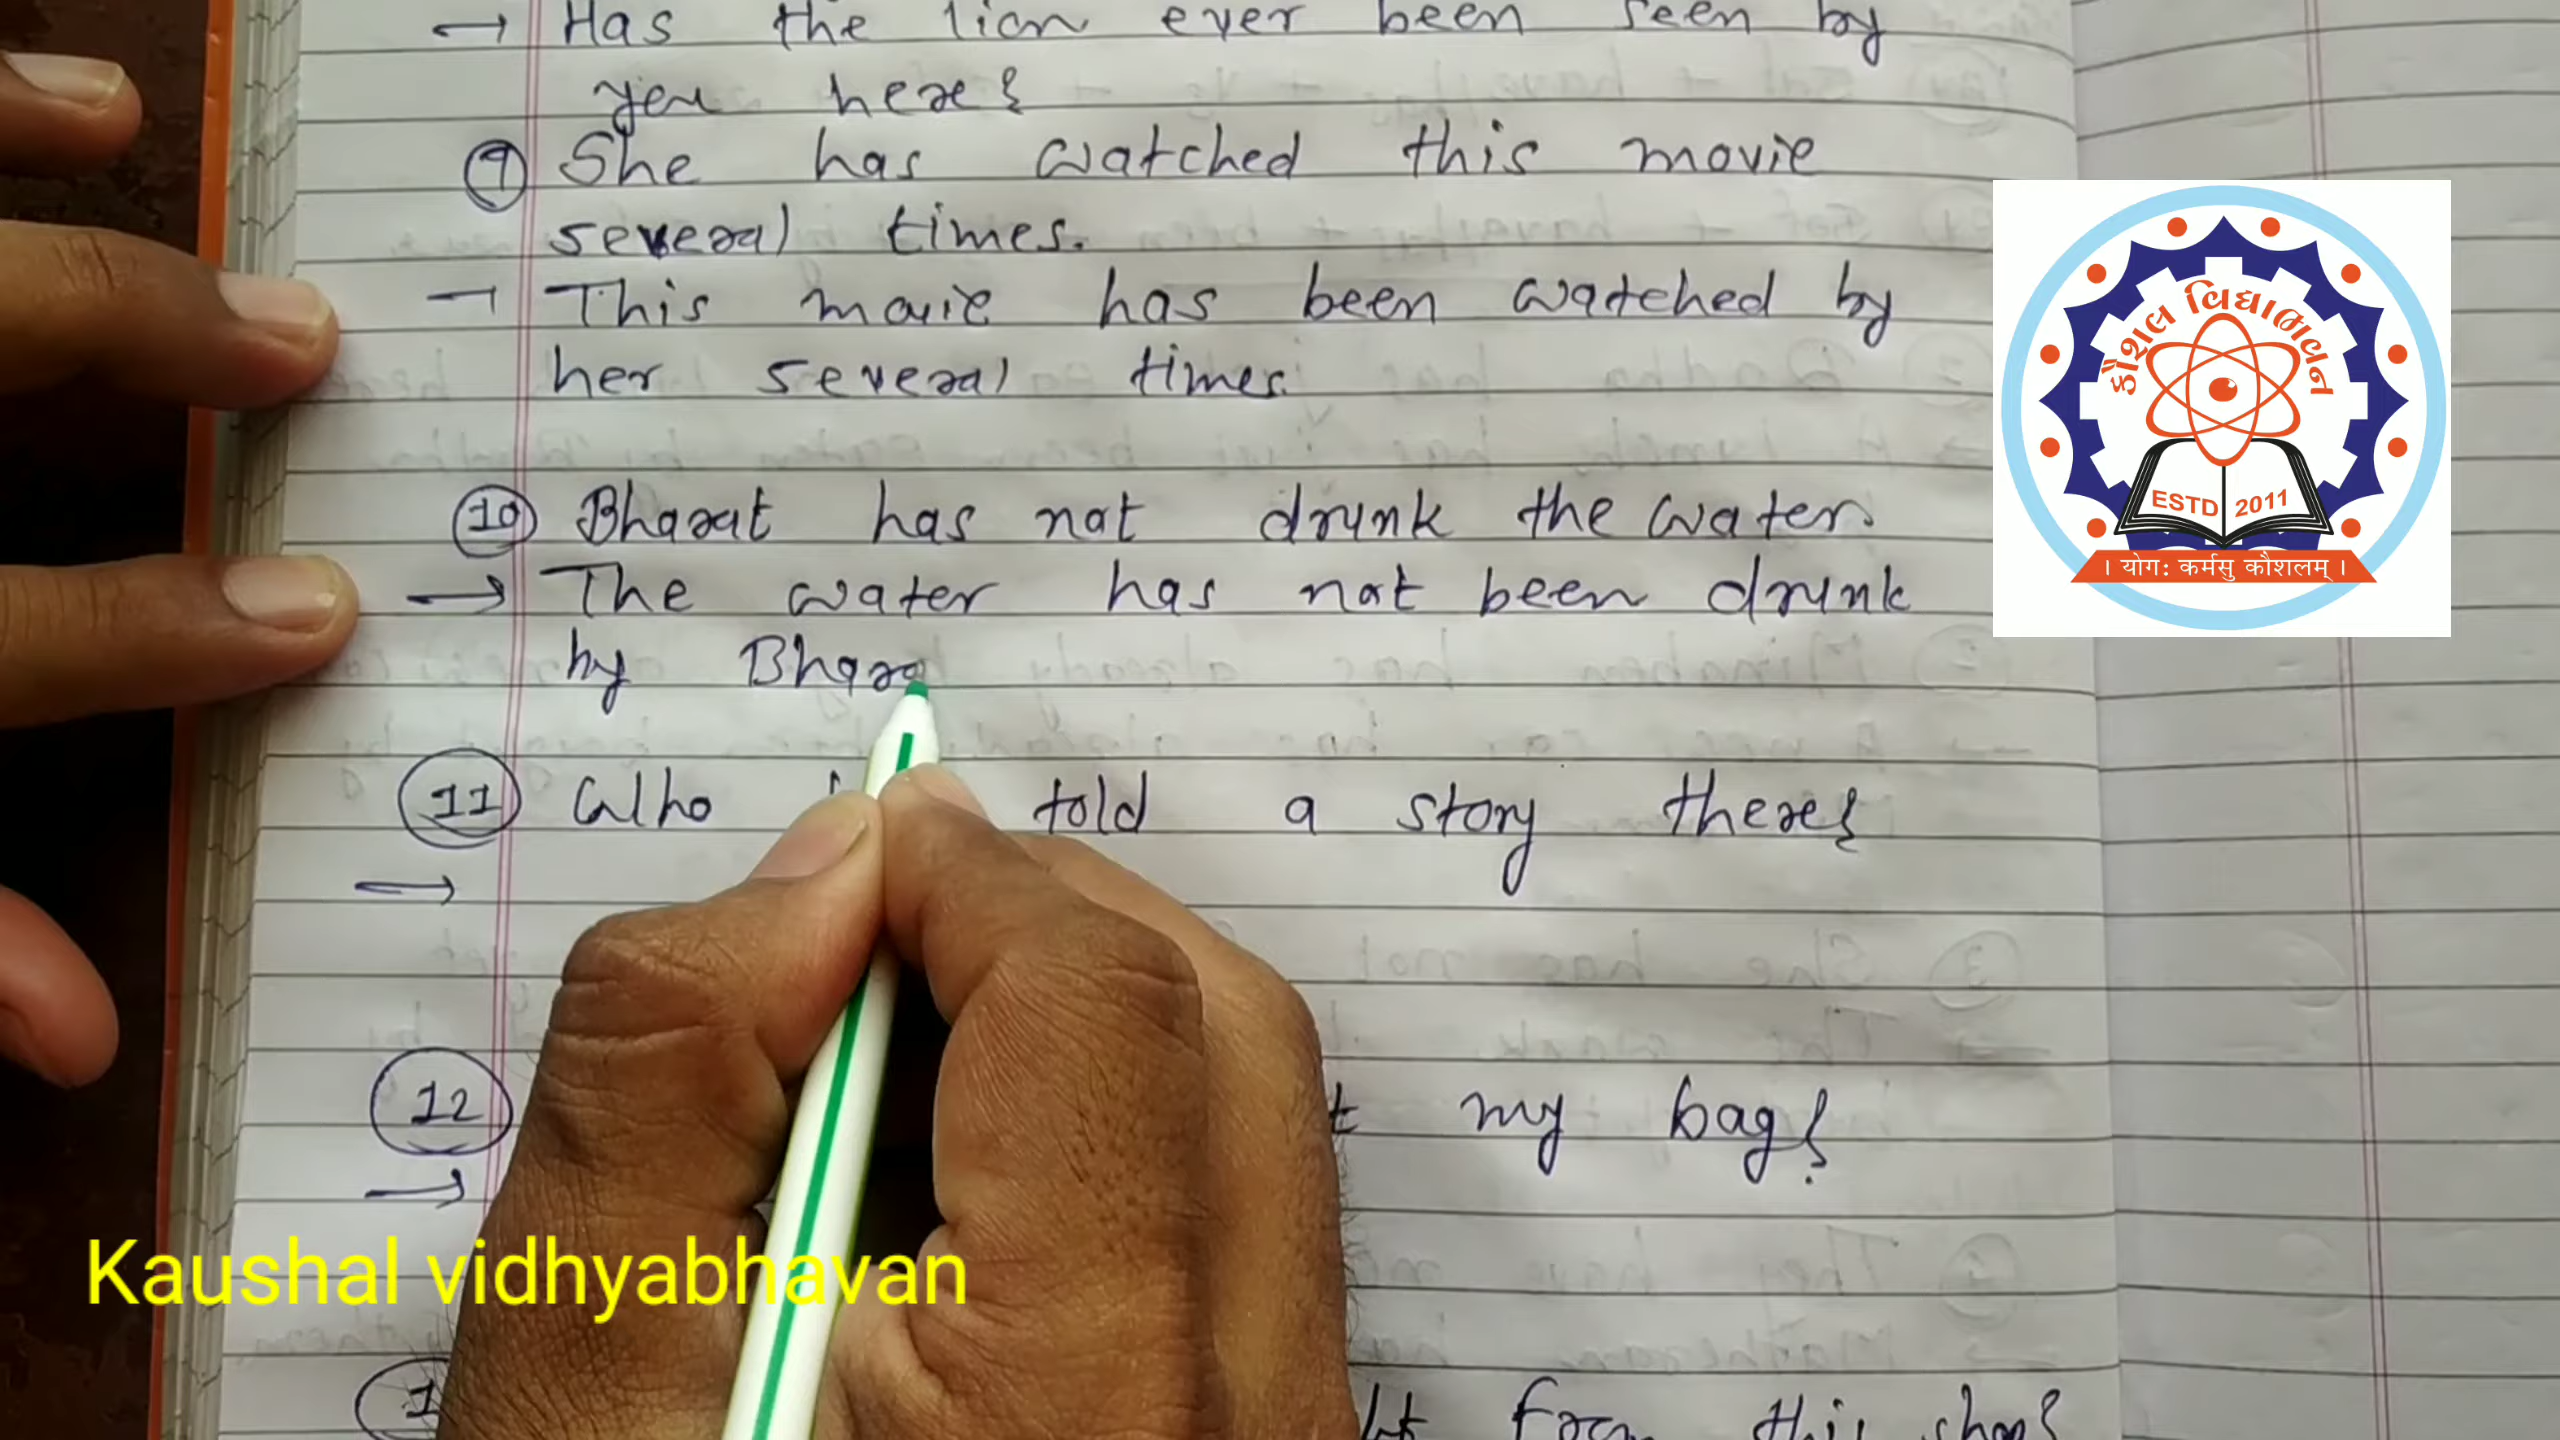 → Has the lion ever been seen by
you here?
9 She has watched this movie
several times.
→ This movie has been watched by
her several times.
10 Bharat has not drunk the water.
→ The water has not been drunk
by Bhara
11 Who told a story there?
→
12 my bag?
→
from this shop?
કૌશલ વિદ્યાભવન
ESTD 2011
। योगः कर्मसु कौशलम् ।
Kaushal vidhyabhavan